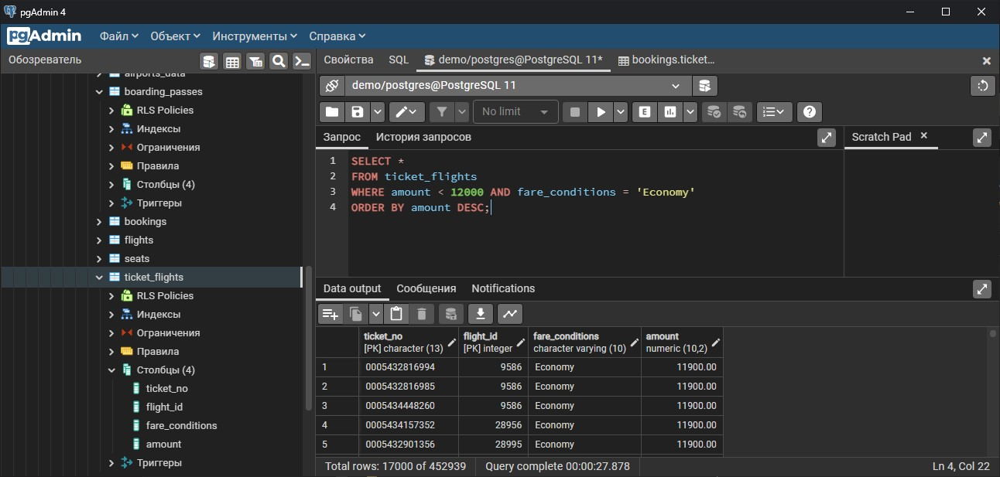 pgAdmin 4
pgAdmin Файл Объект Инструменты Справка
Обозреватель
airports_data
boarding_passes
RLS Policies
Индексы
Ограничения
Правила
Столбцы (4)
Триггеры
bookings
flights
seats
ticket_flights
RLS Policies
Индексы
Ограничения
Правила
Столбцы (4)
ticket_no
flight_id
fare_conditions
amount
Триггеры
Свойства SQL demo/postgres@PostgreSQL 11* bookings.ticket...
demo/postgres@PostgreSQL 11
No limit E
Запрос История запросов Scratch Pad
1 SELECT *
2 FROM ticket_flights
3 WHERE amount < 12000 AND fare_conditions = 'Economy'
4 ORDER BY amount DESC;
Data output Сообщения Notifications
ticket_no flight_id fare_conditions amount
[PK] character (13) [PK] integer character varying (10) numeric (10,2)
1 0005432816994 9586 Economy 11900.00
2 0005432816985 9586 Economy 11900.00
3 0005434448260 9586 Economy 11900.00
4 0005434157352 28956 Economy 11900.00
5 0005432901356 28995 Economy 11900.00
Total rows: 17000 of 452939 Query complete 00:00:27.878 Ln 4, Col 22